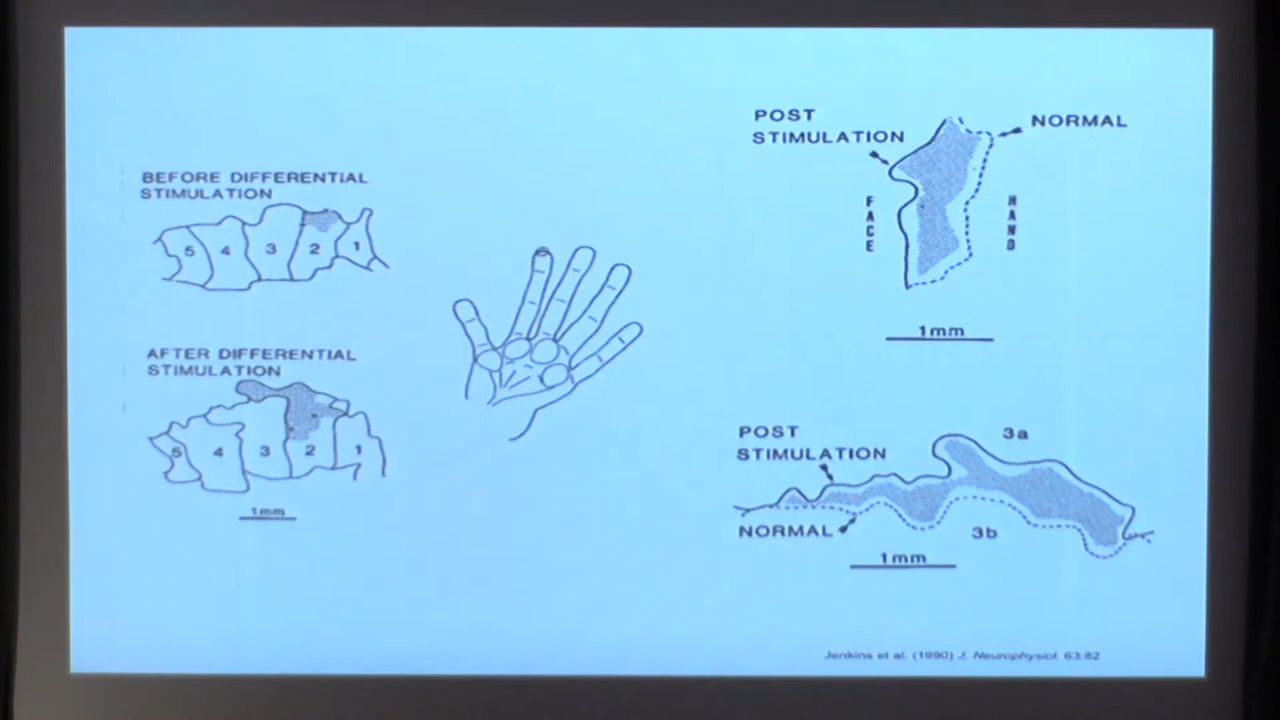 BEFORE DIFFERENTIAL
STIMULATION
5 4 3 2 1
AFTER DIFFERENTIAL
STIMULATION
5 4 3 2 1
1mm
POST
STIMULATION
NORMAL
FACE
HAND
1mm
POST
STIMULATION
3a
NORMAL
3b
1mm
Jenkins et al. (1990) J. Neurophysiol. 63:82